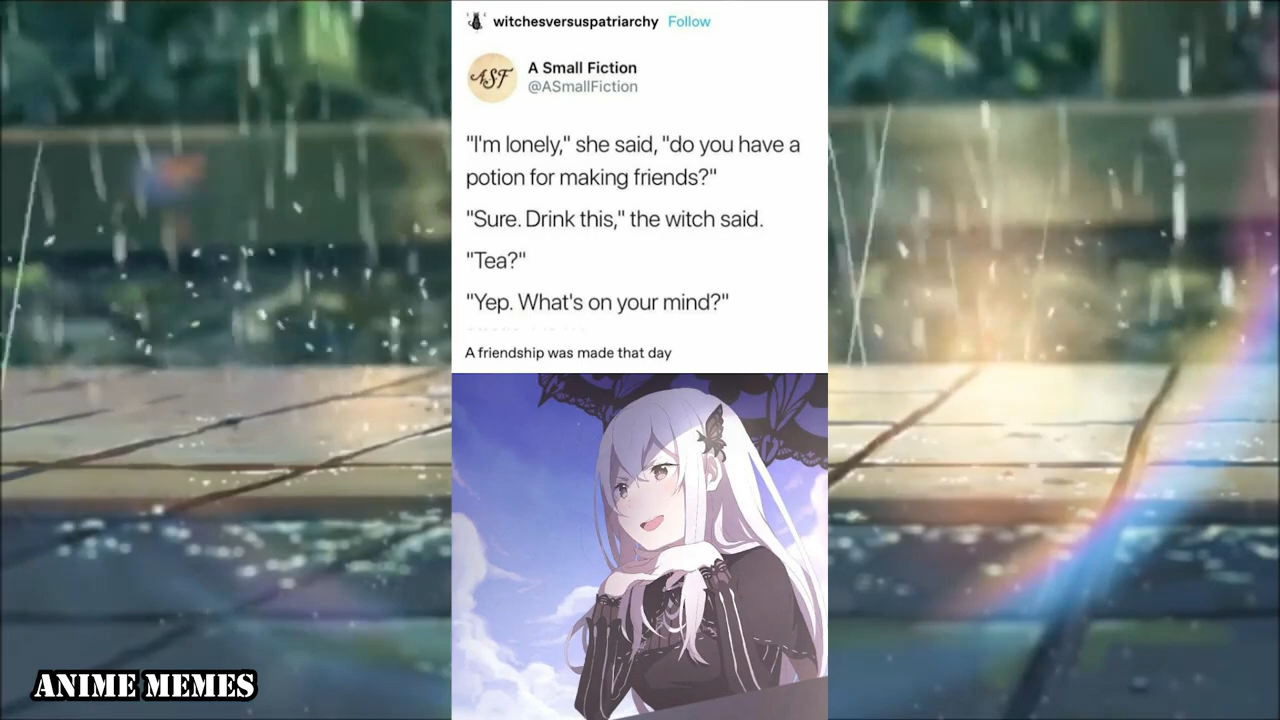 witchesversuspatriarchy Follow
ASF
A Small Fiction
@ASmallFiction
"I'm lonely," she said, "do you have a
potion for making friends?"
"Sure. Drink this," the witch said.
"Tea?"
"Yep. What's on your mind?"
A friendship was made that day
ANIME MEMES